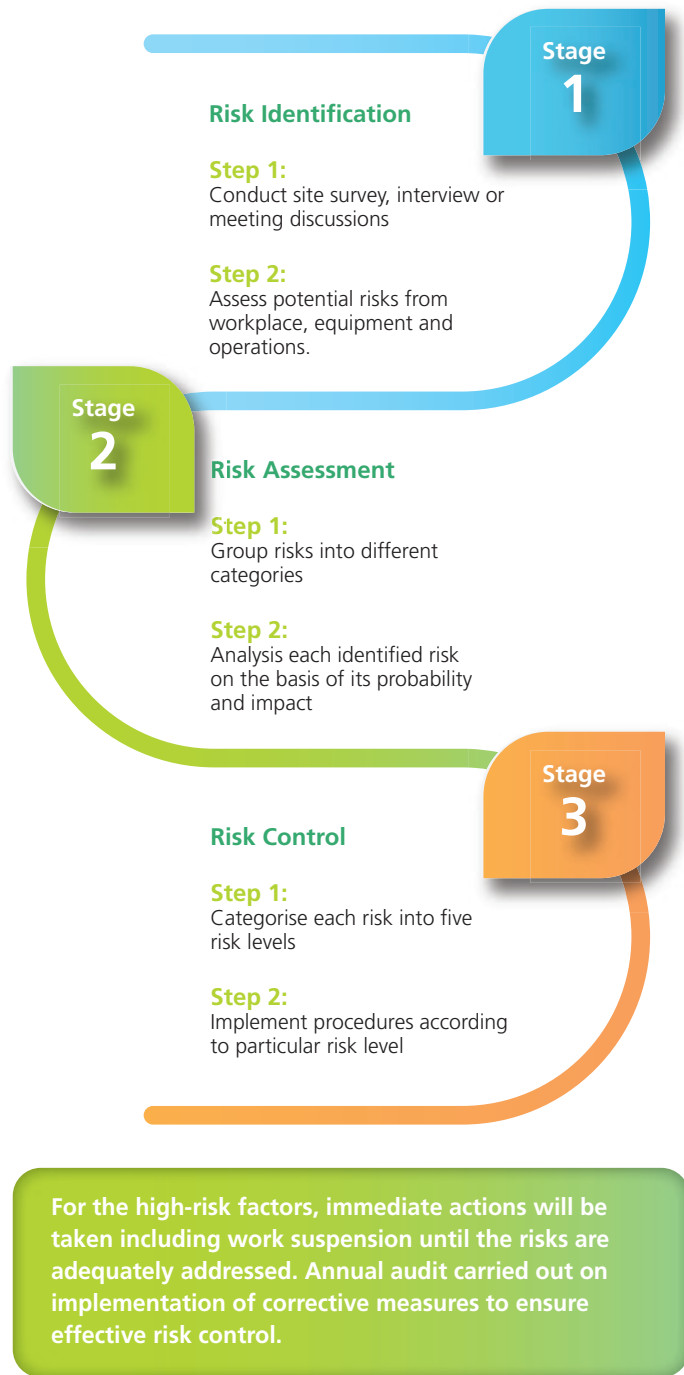 Stage
1
Risk Identification
Step 1:
Conduct site survey, interview or
meeting discussions
Step 2:
Assess potential risks from
workplace, equipment and
operations.
Stage
2
Risk Assessment
Step 1:
Group risks into different
categories
Step 2:
Analysis each identified risk
on the basis of its probability
and impact
Stage
3
Risk Control
Step 1:
Categorise each risk into five
risk levels
Step 2:
Implement procedures according
to particular risk level
For the high-risk factors, immediate actions will be
taken including work suspension until the risks are
adequately addressed. Annual audit carried out on
implementation of corrective measures to ensure
effective risk control.